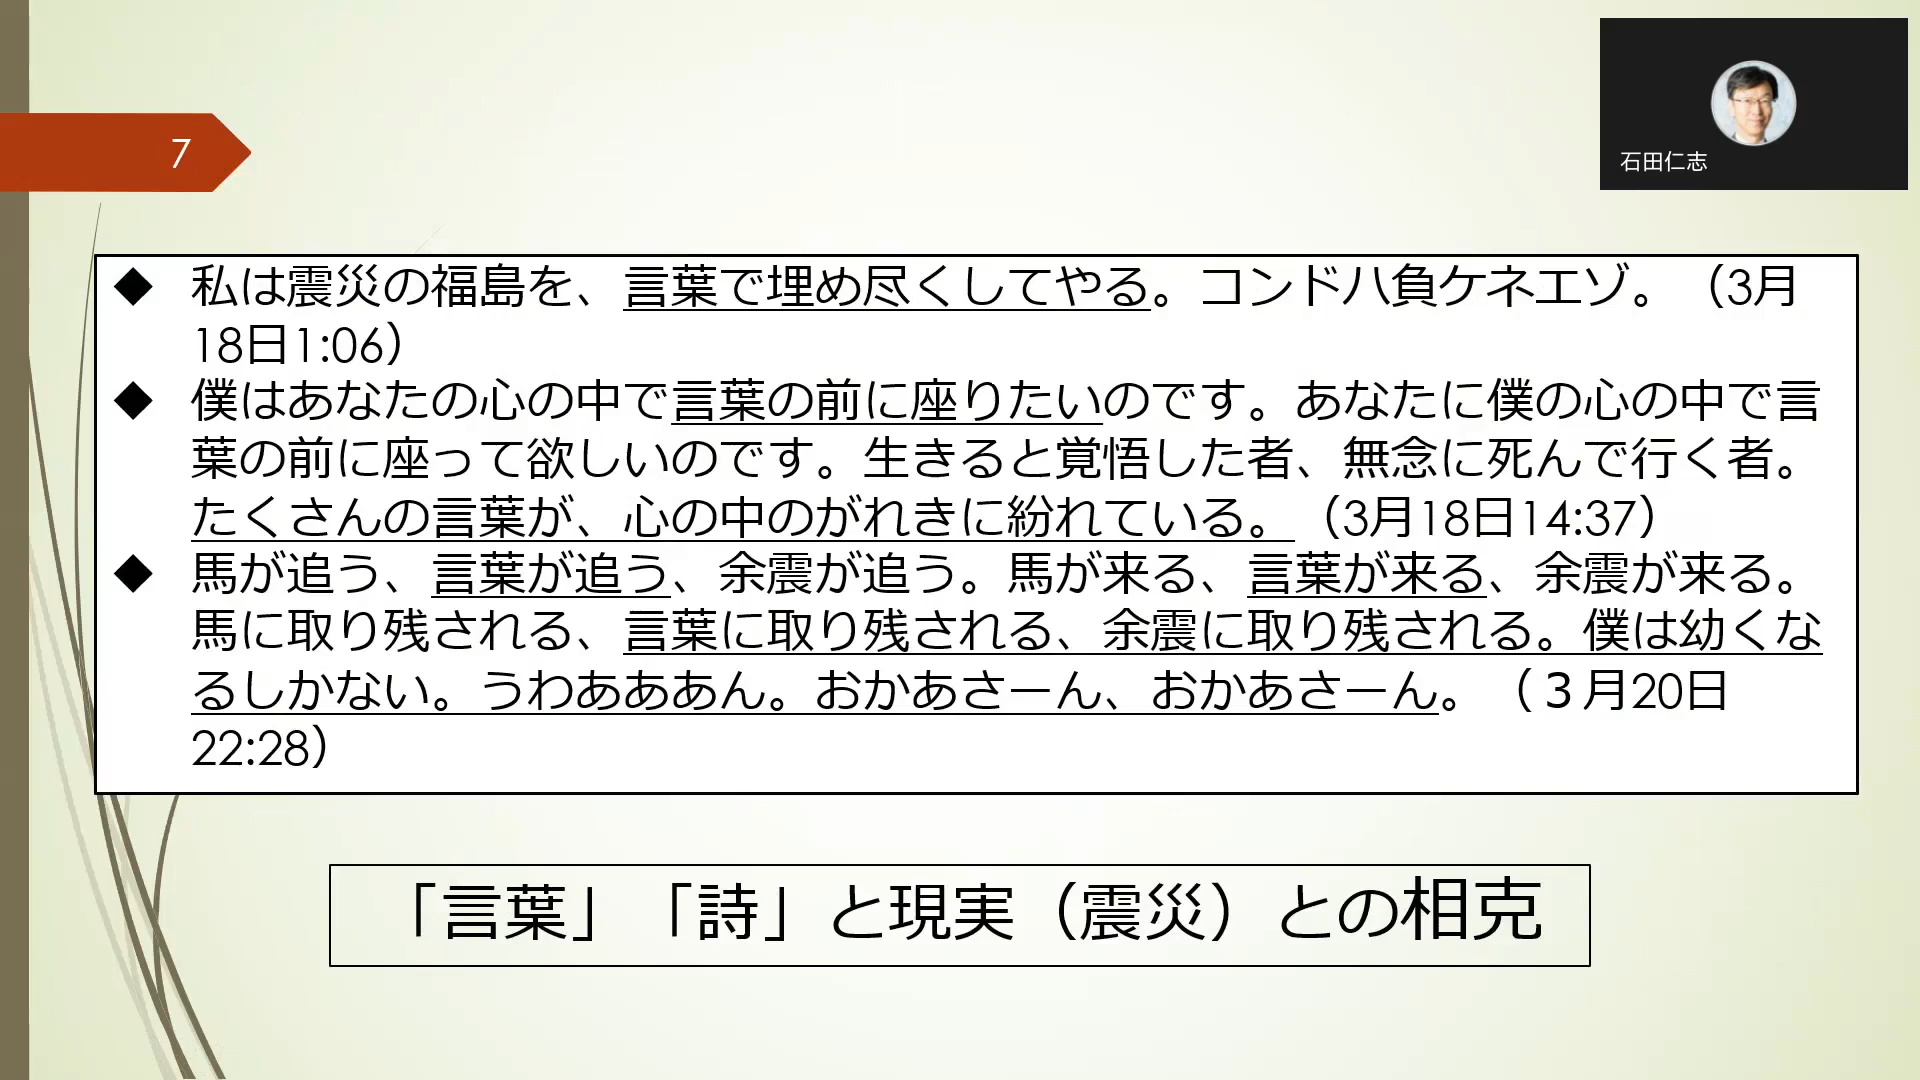 7
石田仁志
◆ 私は震災の福島を、言葉で埋め尽くしてやる。コンドハ負ケネエゾ。（3月
18日1:06）
◆ 僕はあなたの心の中で言葉の前に座りたいのです。あなたに僕の心の中で言
葉の前に座って欲しいのです。生きると覚悟した者、無念に死んで行く者。
たくさんの言葉が、心の中のがれきに紛れている。（3月18日14:37）
◆ 馬が追う、言葉が追う、余震が追う。馬が来る、言葉が来る、余震が来る。
馬に取り残される、言葉に取り残される、余震に取り残される。僕は幼くな
るしかない。うわあああん。おかあさーん、おかあさーん。（３月20日
22:28）
「言葉」「詩」と現実（震災）との相克